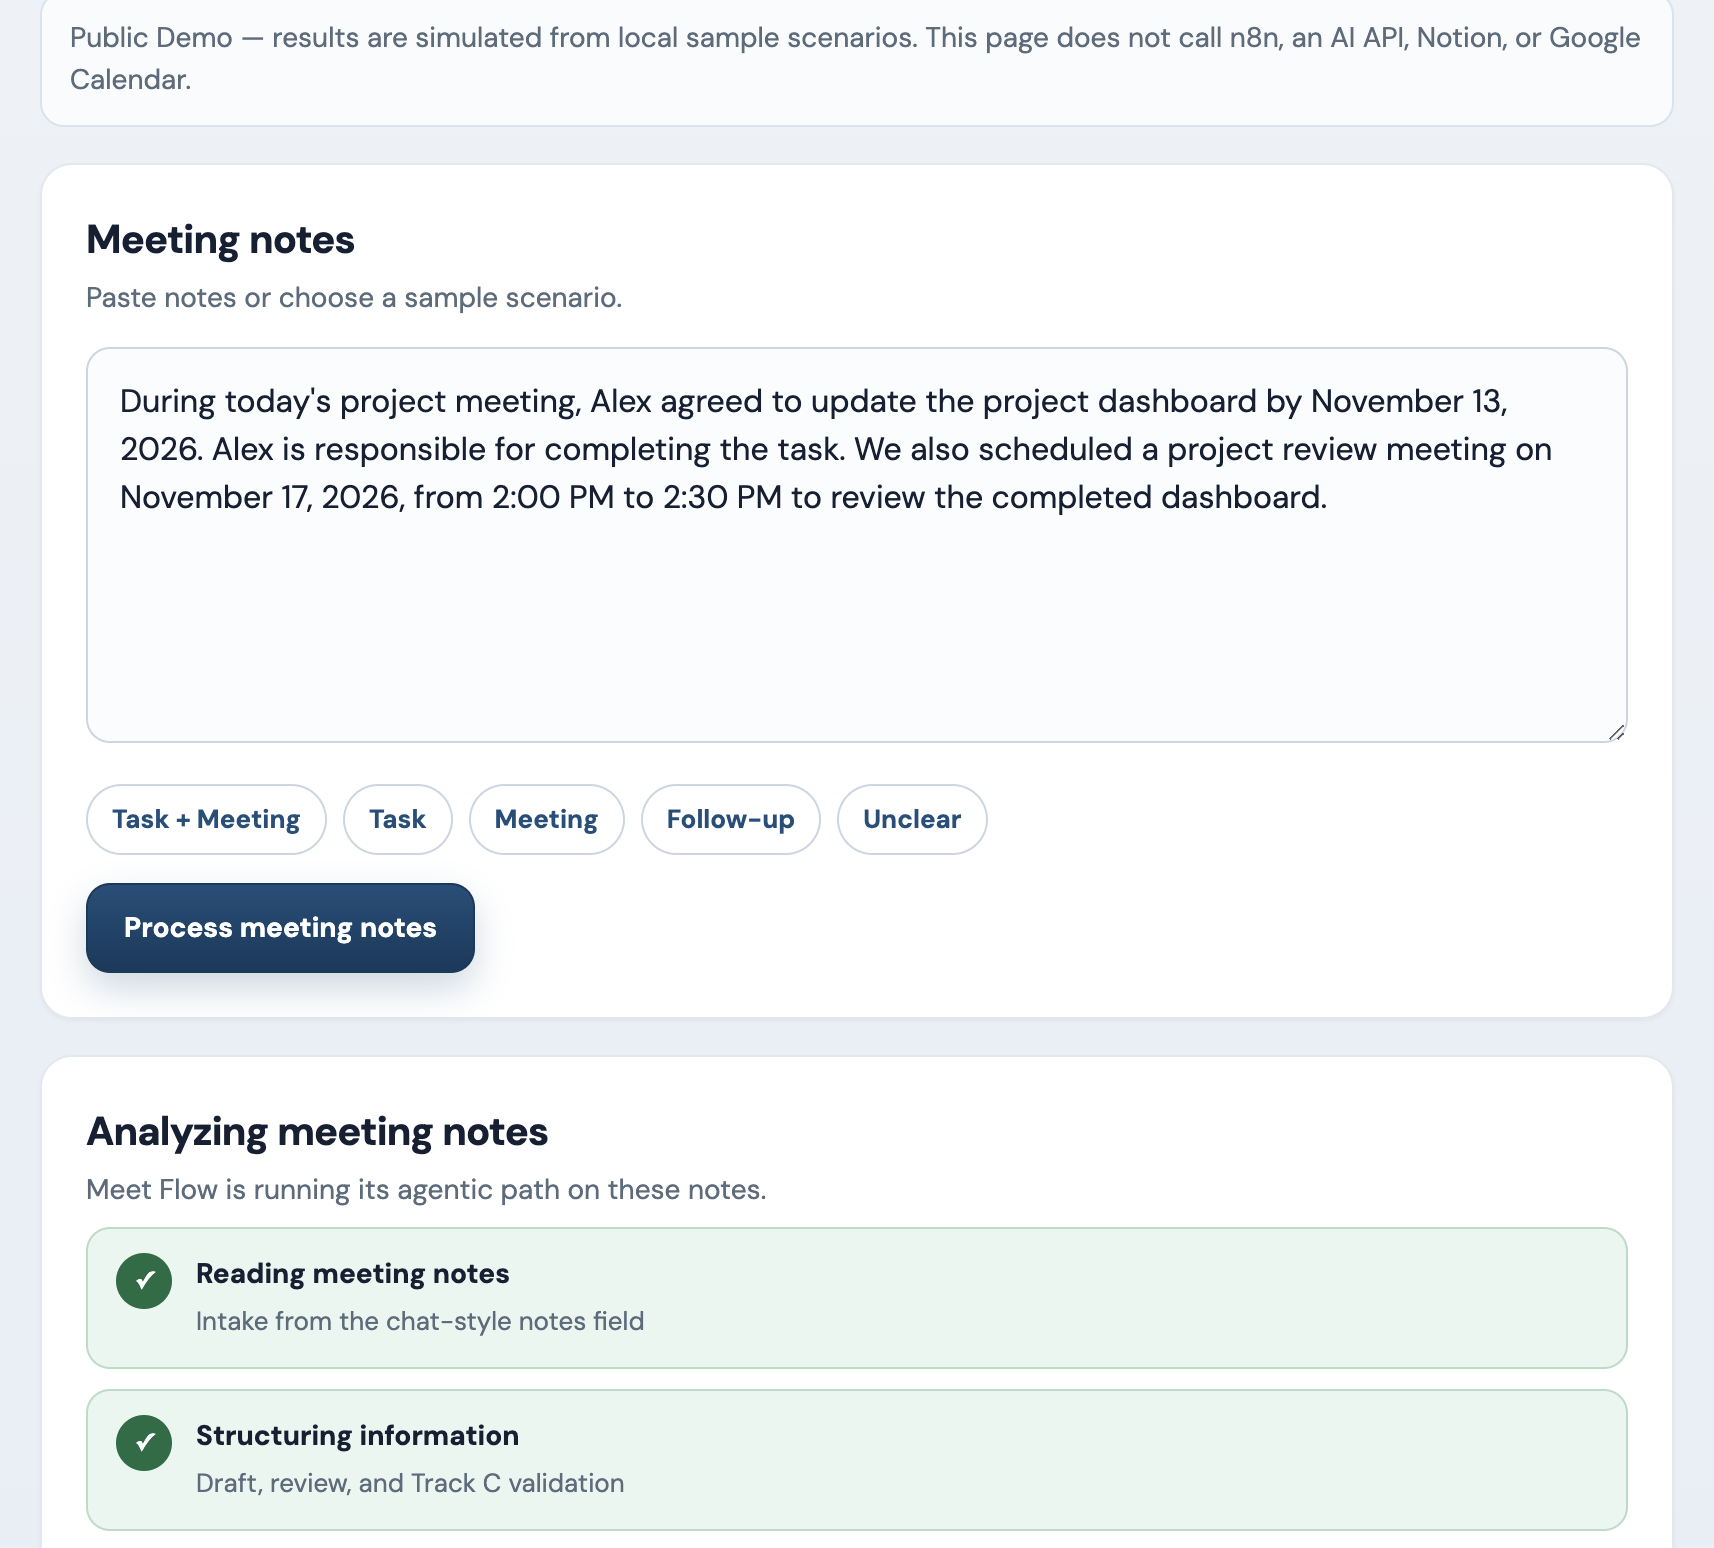 Public Demo — results are simulated from local sample scenarios. This page does not call n8n, an AI API, Notion, or Google
Calendar.
Meeting notes
Paste notes or choose a sample scenario.
During today's project meeting, Alex agreed to update the project dashboard by November 13,
2026. Alex is responsible for completing the task. We also scheduled a project review meeting on
November 17, 2026, from 2:00 PM to 2:30 PM to review the completed dashboard.
Task + Meeting
Task
Meeting
Follow-up
Unclear
Process meeting notes
Analyzing meeting notes
Meet Flow is running its agentic path on these notes.
Reading meeting notes
Intake from the chat-style notes field
Structuring information
Draft, review, and Track C validation